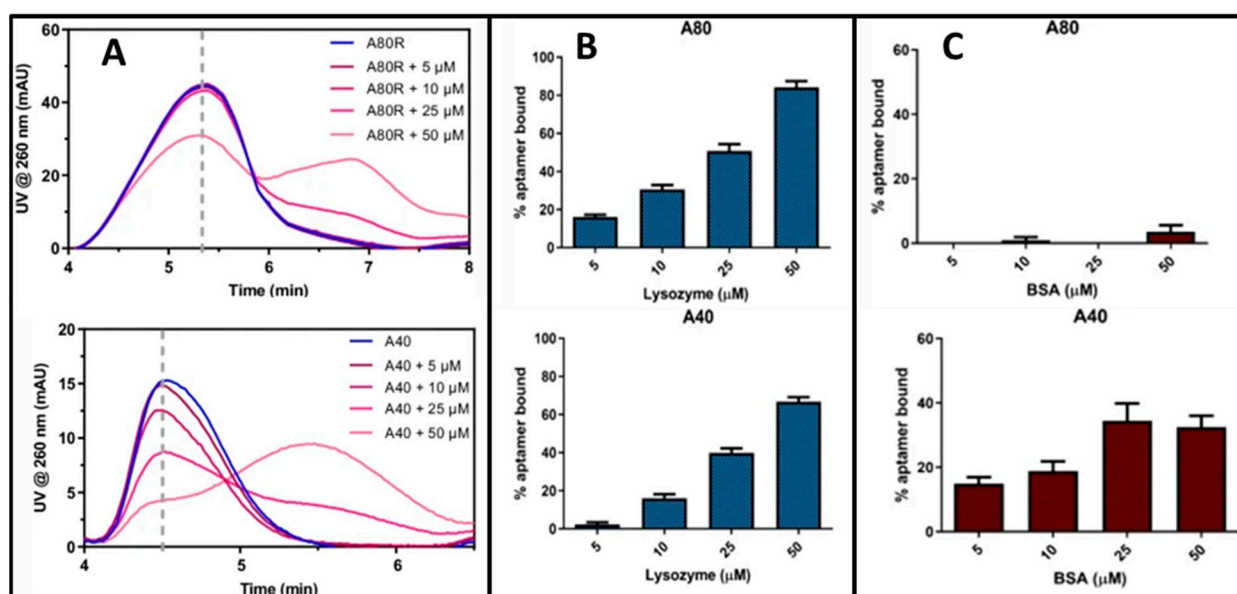 A
60
40
20
0
UV @ 260 nm (mAU)
4
5
6
7
8
Time (min)
A80R
A80R + 5 µM
A80R + 10 µM
A80R + 25 µM
A80R + 50 µM
20
15
10
5
0
UV @ 260 nm (mAU)
4
5
6
Time (min)
A40
A40 + 5 µM
A40 + 10 µM
A40 + 25 µM
A40 + 50 µM
B
A80
100
80
60
40
20
0
% aptamer bound
5
10
25
50
Lysozyme (µM)
A40
100
80
60
40
20
0
% aptamer bound
5
10
25
50
Lysozyme (µM)
C
A80
60
40
20
0
% aptamer bound
5
10
25
50
BSA (µM)
A40
60
40
20
0
% aptamer bound
5
10
25
50
BSA (µM)